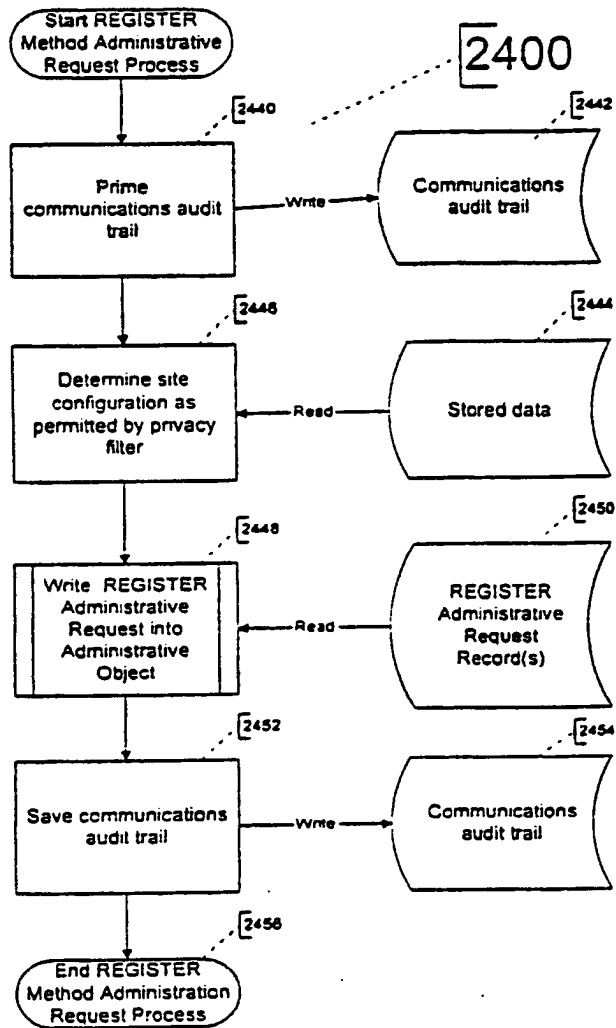 Start REGISTER
Method Administrative
Request Process
2400
2440
2442
Prime
communications audit
trail
Write
Communications
audit trail
2446
2444
Determine site
configuration as
permitted by privacy
filter
Read
Stored data
2448
2450
Write REGISTER
Administrative
Request into
Administrative
Object
Read
REGISTER
Administrative
Request
Record(s)
2452
2454
Save communications
audit trail
Write
Communications
audit trail
2456
End REGISTER
Method Administration
Request Process